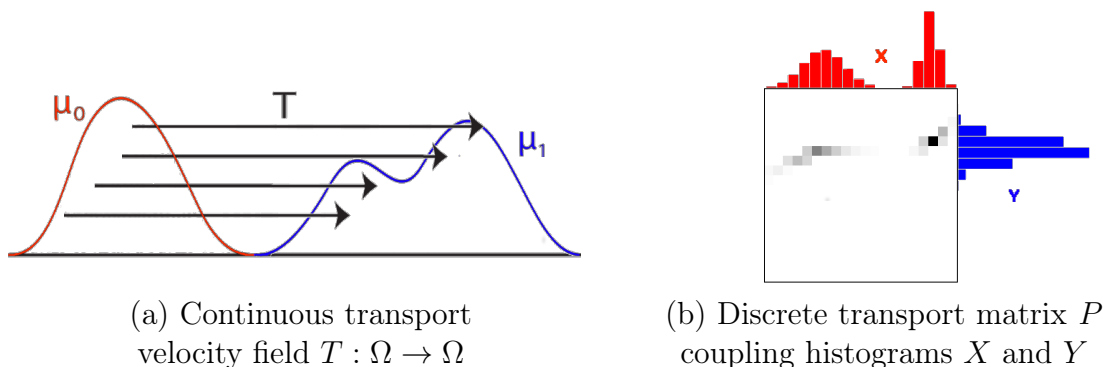 μ₀
T
μ₁
X
Y
(a) Continuous transport
velocity field T : Ω → Ω
(b) Discrete transport matrix P
coupling histograms X and Y